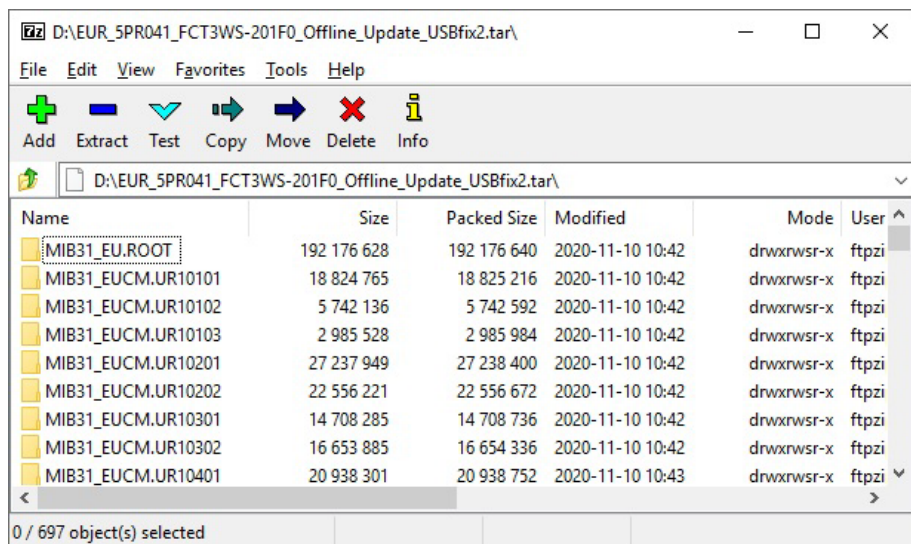 D:\EUR_5PR041_FCT3WS-201F0_Offline_Update_USBfix2.tar\
File Edit View Favorites Tools Help
Add Extract Test Copy Move Delete Info
D:\EUR_5PR041_FCT3WS-201F0_Offline_Update_USBfix2.tar\
Name Size Packed Size Modified Mode User
MIB31_EU.ROOT 192 176 628 192 176 640 2020-11-10 10:42 drwxrwsr-x ftpzi
MIB31_EUCM.UR10101 18 824 765 18 825 216 2020-11-10 10:42 drwxrwsr-x ftpzi
MIB31_EUCM.UR10102 5 742 136 5 742 592 2020-11-10 10:42 drwxrwsr-x ftpzi
MIB31_EUCM.UR10103 2 985 528 2 985 984 2020-11-10 10:42 drwxrwsr-x ftpzi
MIB31_EUCM.UR10201 27 237 949 27 238 400 2020-11-10 10:42 drwxrwsr-x ftpzi
MIB31_EUCM.UR10202 22 556 221 22 556 672 2020-11-10 10:42 drwxrwsr-x ftpzi
MIB31_EUCM.UR10301 14 708 285 14 708 736 2020-11-10 10:42 drwxrwsr-x ftpzi
MIB31_EUCM.UR10302 16 653 885 16 654 336 2020-11-10 10:42 drwxrwsr-x ftpzi
MIB31_EUCM.UR10401 20 938 301 20 938 752 2020-11-10 10:43 drwxrwsr-x ftpzi
0 / 697 object(s) selected